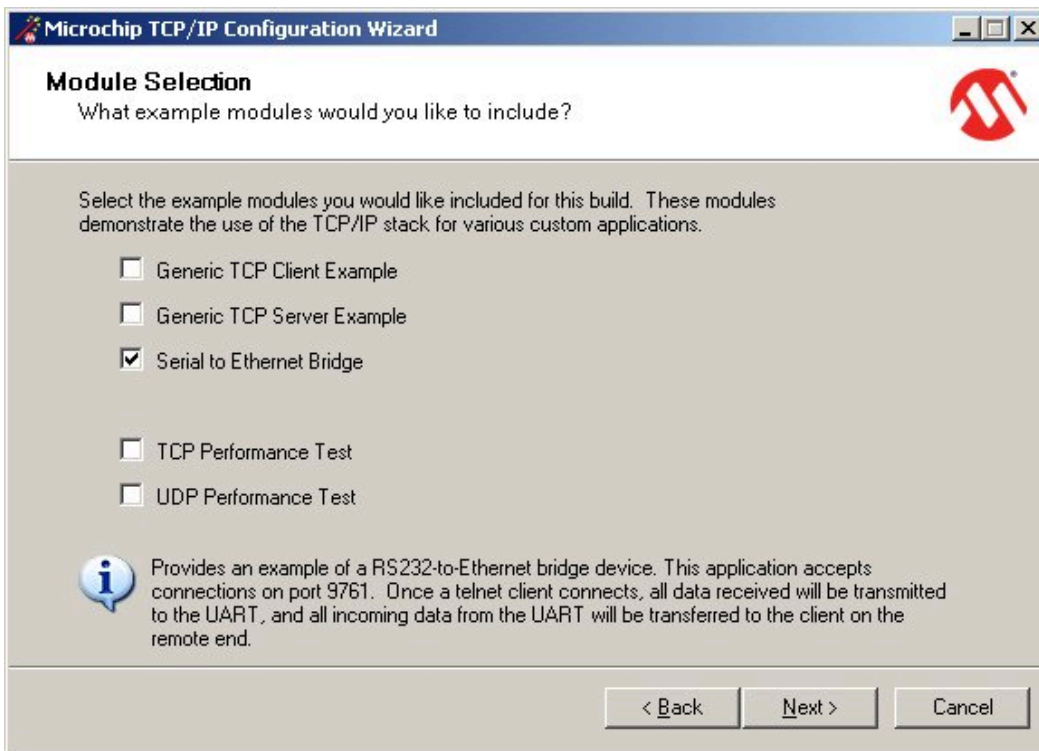 Microchip TCP/IP Configuration Wizard
Module Selection
What example modules would you like to include?
Select the example modules you would like included for this build. These modules
demonstrate the use of the TCP/IP stack for various custom applications.
Generic TCP Client Example
Generic TCP Server Example
Serial to Ethernet Bridge
TCP Performance Test
UDP Performance Test
Provides an example of a RS232-to-Ethernet bridge device. This application accepts
connections on port 9761. Once a telnet client connects, all data received will be transmitted
to the UART, and all incoming data from the UART will be transferred to the client on the
remote end.
< Back Next > Cancel